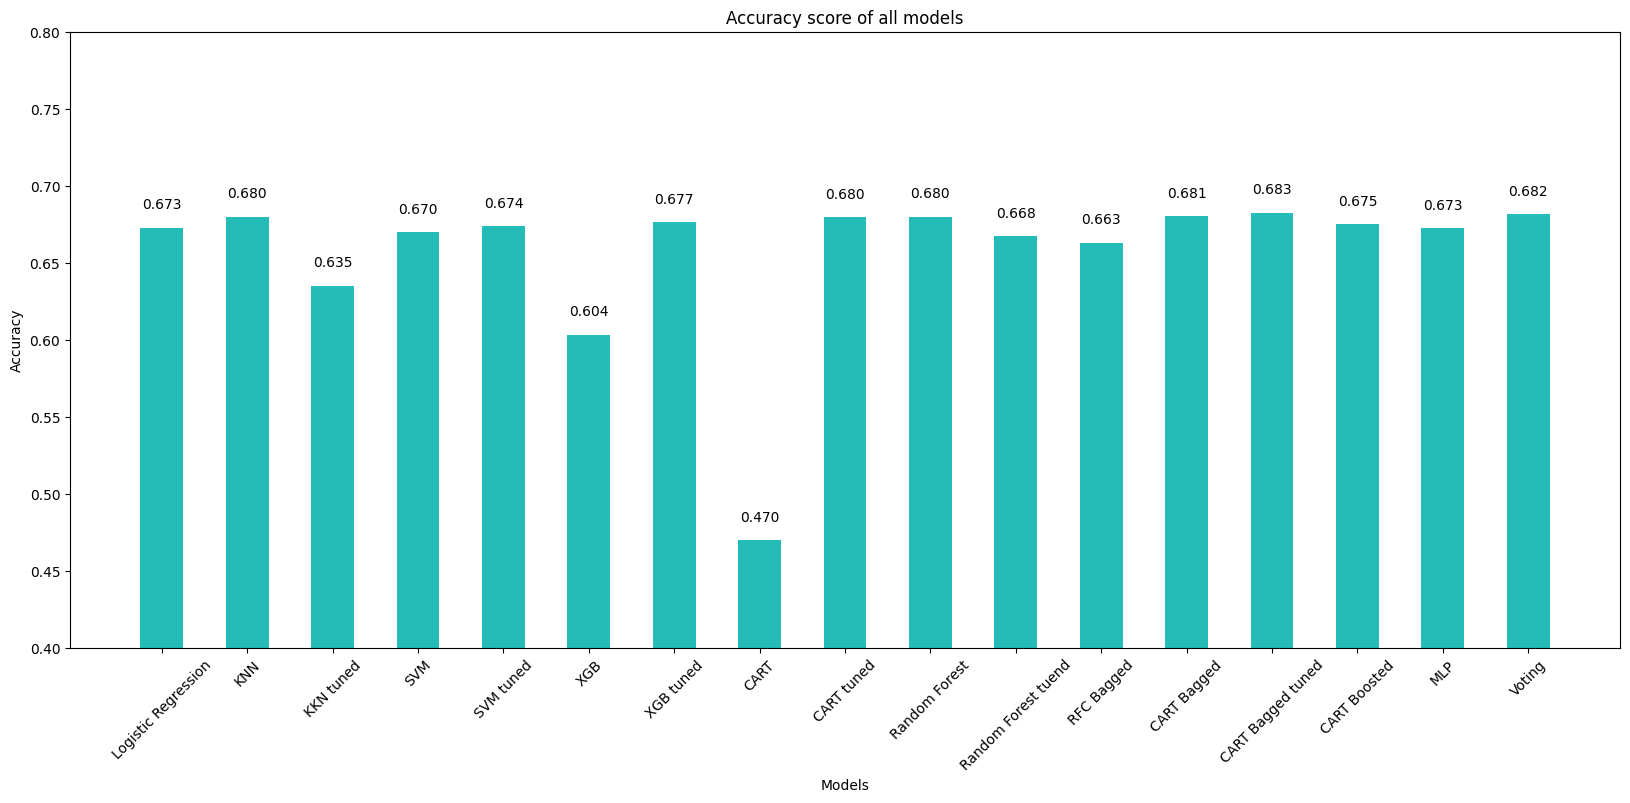 Accuracy score of all models
0.80
0.75
0.70
0.65
0.60
0.55
0.50
0.45
0.40
Accuracy
0.673
0.680
0.635
0.670
0.674
0.604
0.677
0.470
0.680
0.680
0.668
0.663
0.681
0.683
0.675
0.673
0.682
Logistic Regression
KNN
KKN tuned
SVM
SVM tuned
XGB
XGB tuned
CART
CART tuned
Random Forest
Random Forest tuend
RFC Bagged
CART Bagged
CART Bagged tuned
CART Boosted
MLP
Voting
Models